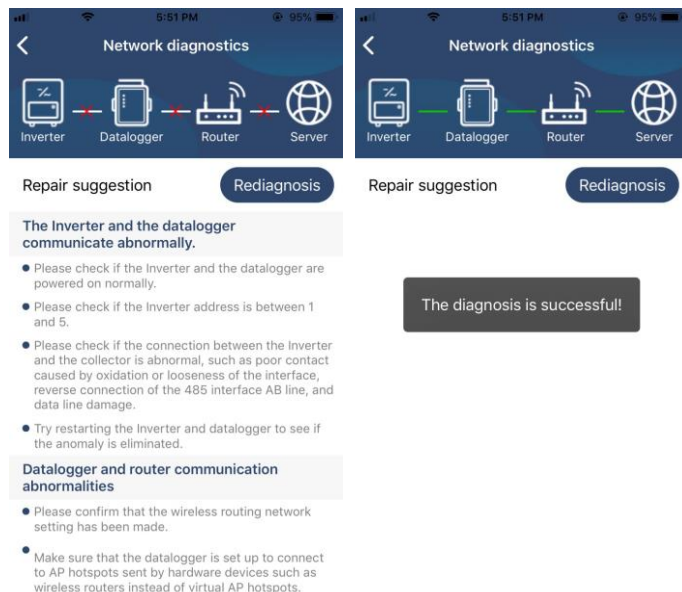 5:51 PM
95%
Network diagnostics
Inverter
Datalogger
Router
Server
Repair suggestion
Rediagnosis
The Inverter and the datalogger
communicate abnormally.
Please check if the Inverter and the datalogger are
powered on normally.
Please check if the Inverter address is between 1
and 5.
Please check if the connection between the Inverter
and the collector is abnormal, such as poor contact
caused by oxidation or looseness of the interface,
reverse connection of the 485 interface AB line, and
data line damage.
Try restarting the Inverter and datalogger to see if
the anomaly is eliminated.
Datalogger and router communication
abnormalities
Please confirm that the wireless routing network
setting has been made.
Make sure that the datalogger is set up to connect
to AP hotspots sent by hardware devices such as
wireless routers instead of virtual AP hotspots.
5:51 PM
95%
Network diagnostics
Inverter
Datalogger
Router
Server
Repair suggestion
Rediagnosis
The diagnosis is successful!